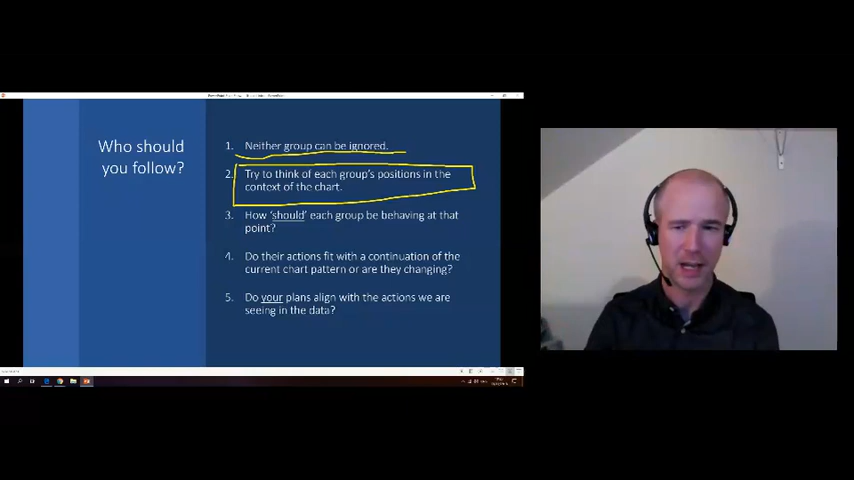 Who should
you follow?
1. Neither group can be ignored.
2. Try to think of each group's positions in the
context of the chart.
3. How 'should' each group be behaving at that
point?
4. Do their actions fit with a continuation of the
current chart pattern or are they changing?
5. Do your plans align with the actions we are
seeing in the data?